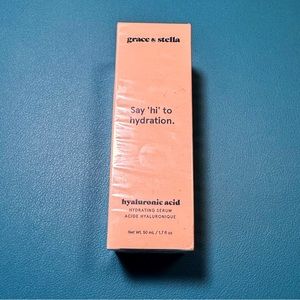 grace & stella
Say 'hi' to
hydration.
hyaluronic acid
HYDRATING SERUM
ACIDE HYALURONIQUE
Net Wt. 50 mL / 1.7 fl oz